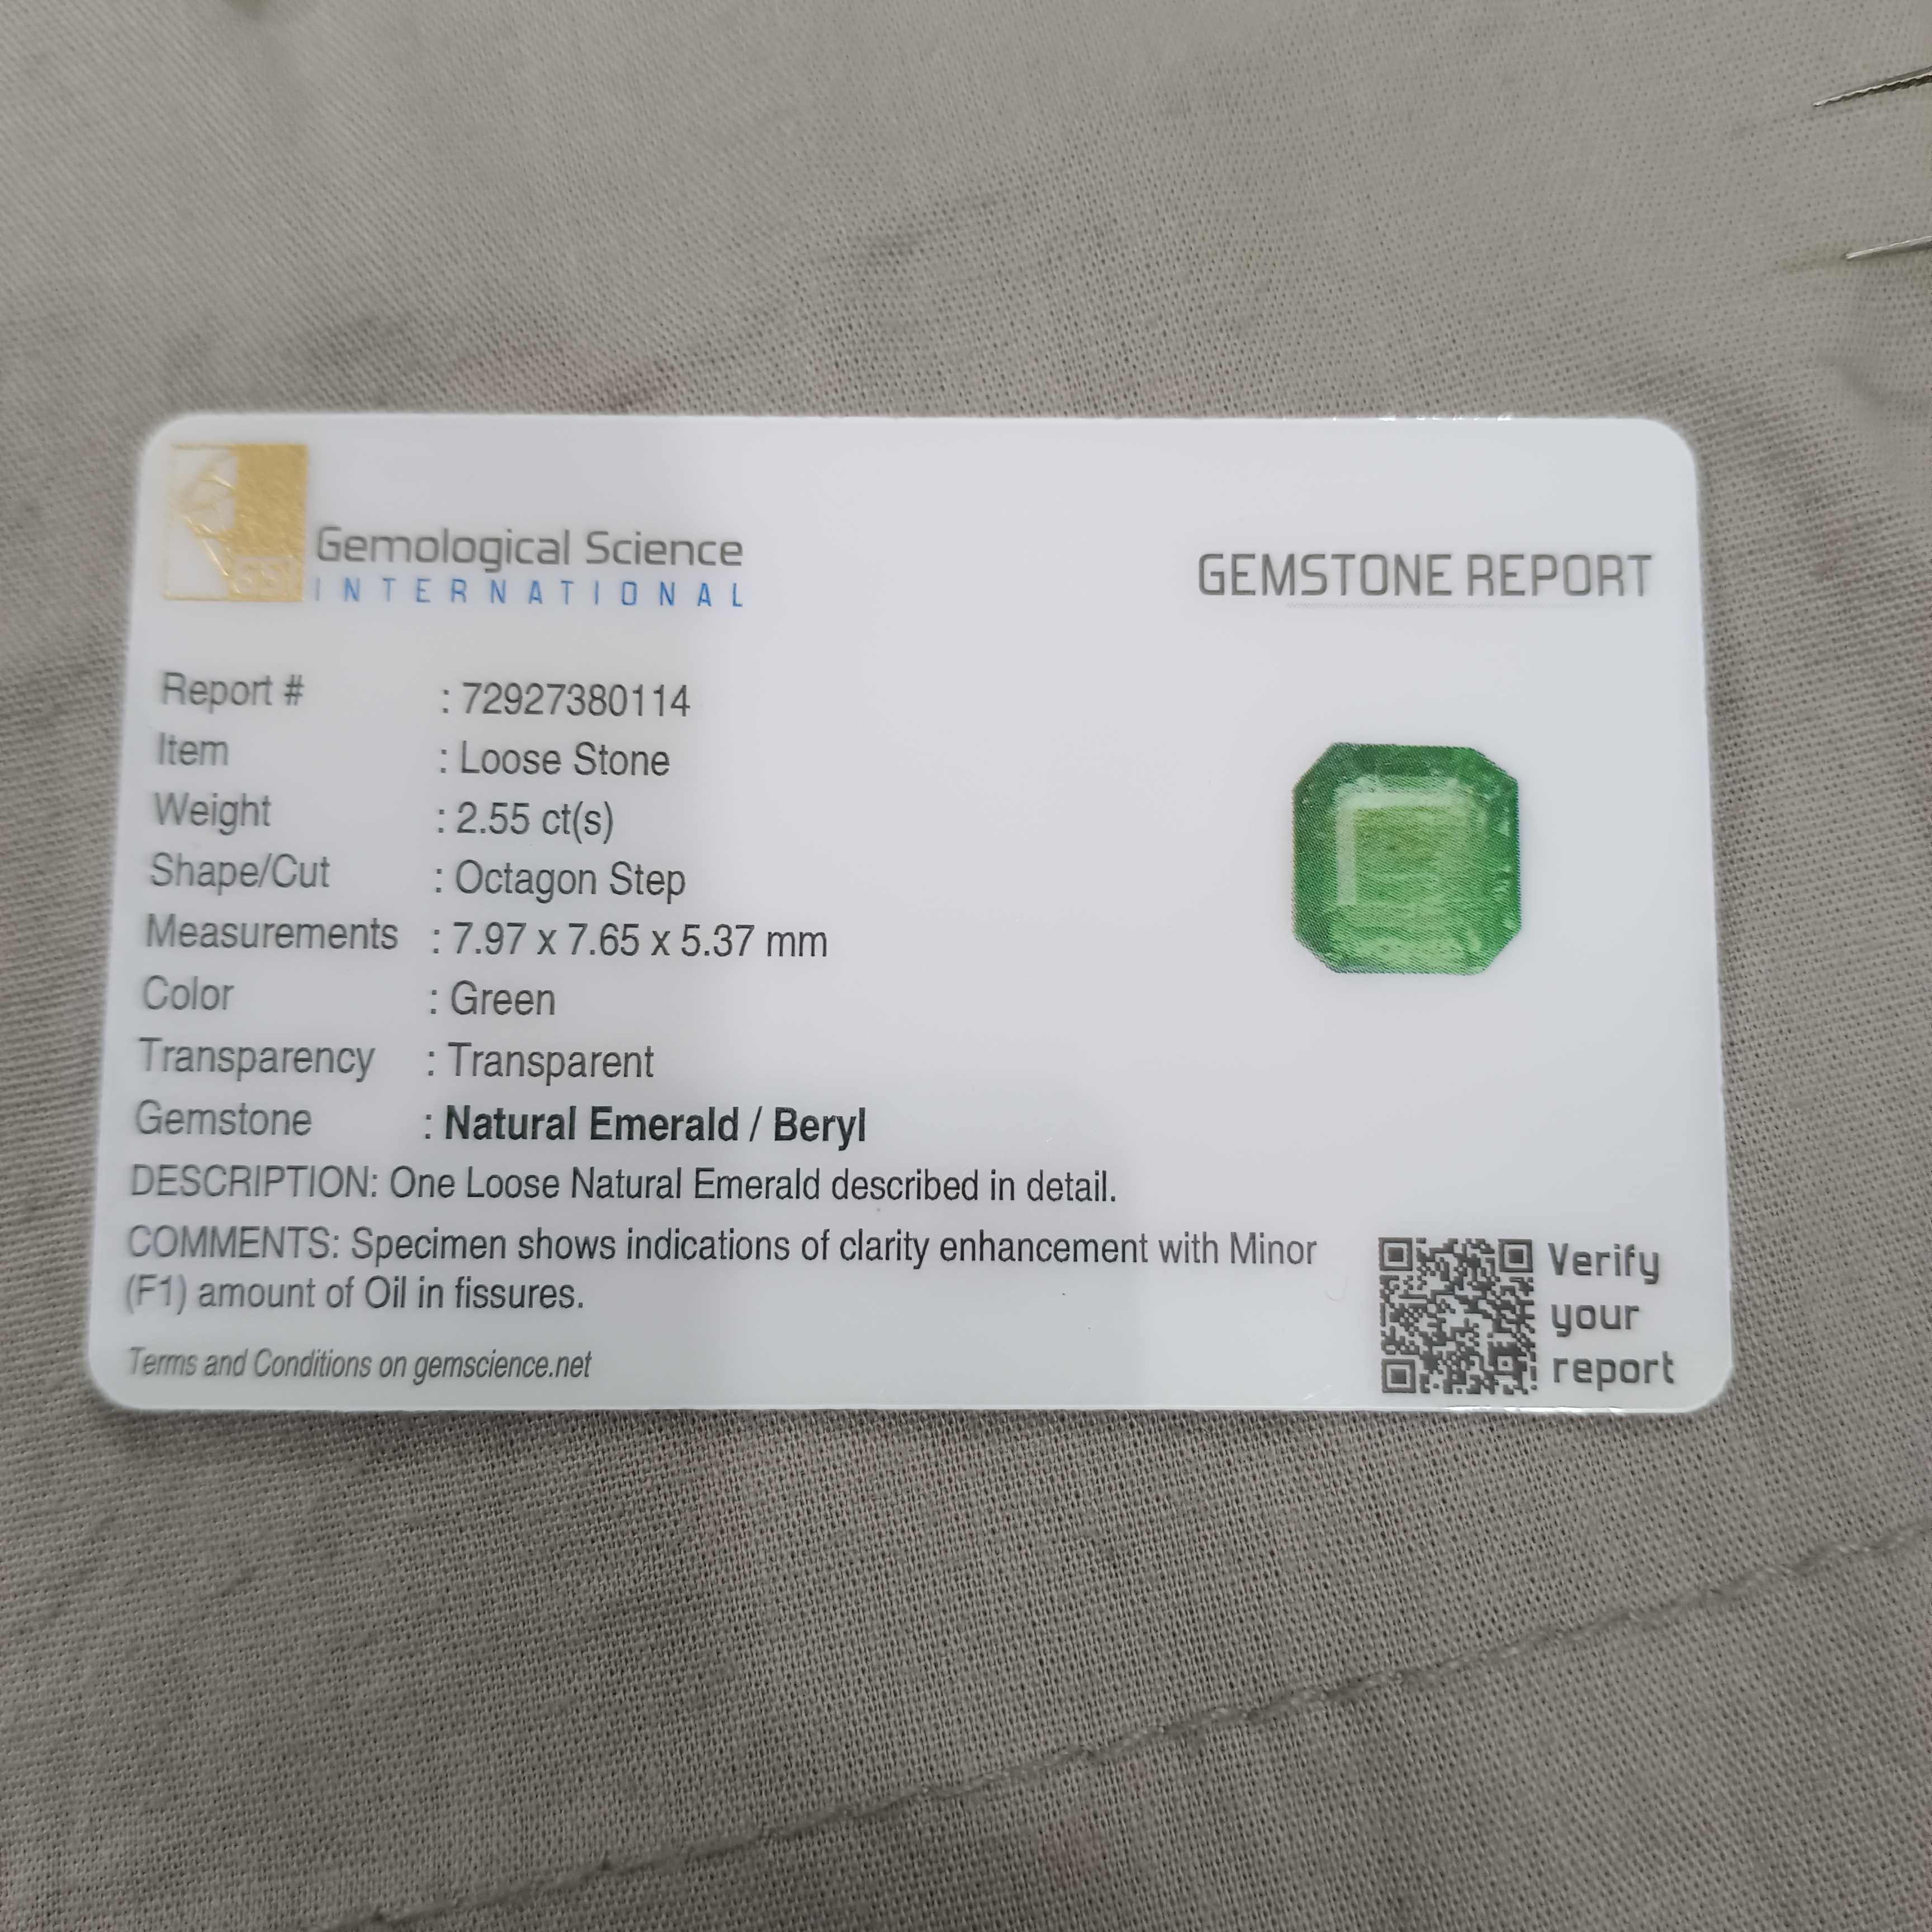 GSI
Gemological Science
INTERNATIONAL
GEMSTONE REPORT
Report # : 72927380114
Item : Loose Stone
Weight : 2.55 ct(s)
Shape/Cut : Octagon Step
Measurements : 7.97 x 7.65 x 5.37 mm
Color : Green
Transparency : Transparent
Gemstone : Natural Emerald / Beryl
DESCRIPTION: One Loose Natural Emerald described in detail.
COMMENTS: Specimen shows indications of clarity enhancement with Minor
(F1) amount of Oil in fissures.
Terms and Conditions on gemscience.net
Verify
your
report